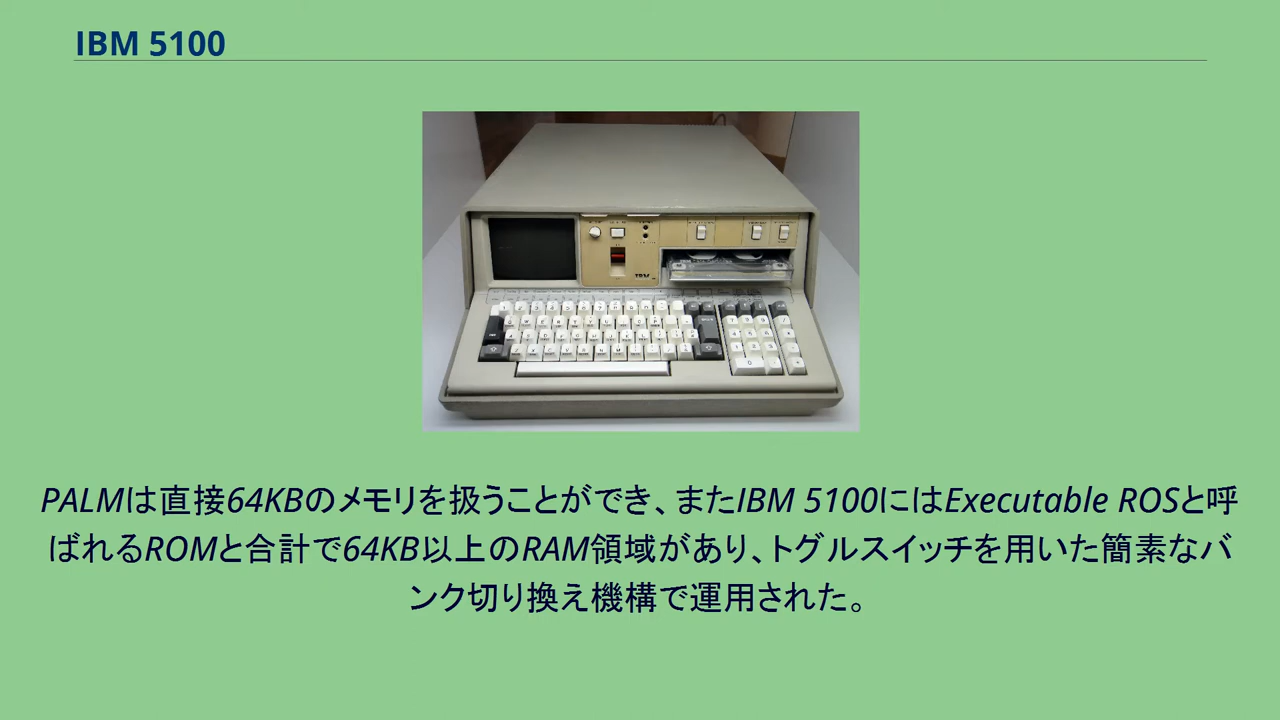 IBM 5100
PALMは直接64KBのメモリを扱うことができ、またIBM 5100にはExecutable ROSと呼
ばれるROMと合計で64KB以上のRAM領域があり、トグルスイッチを用いた簡素なバ
ンク切り換え機構で運用された。